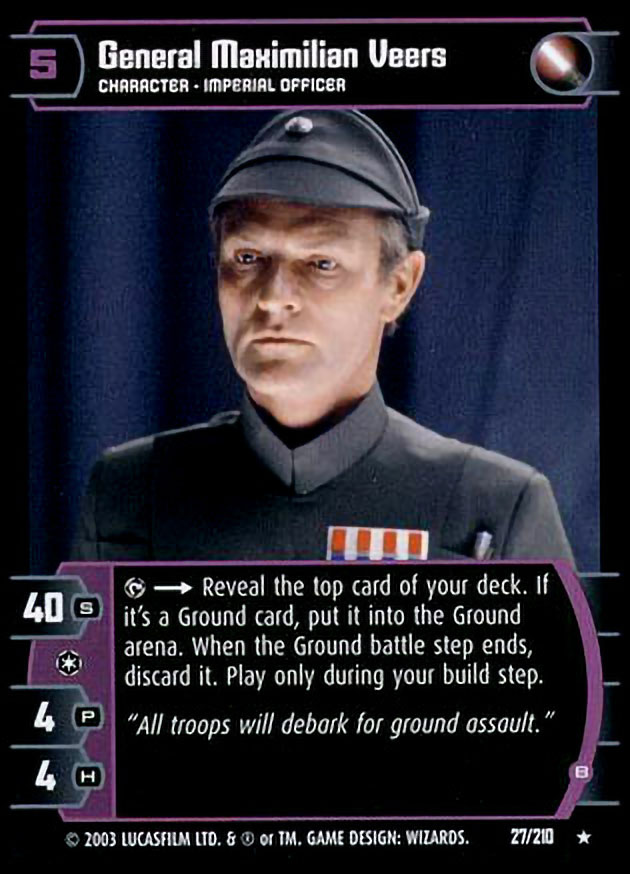 5
General Maximilian Veers
CHARACTER · IMPERIAL OFFICER
40 S
4 P
4 H
Reveal the top card of your deck. If
it's a Ground card, put it into the Ground
arena. When the Ground battle step ends,
discard it. Play only during your build step.
"All troops will debark for ground assault."
B
© 2003 LUCASFILM LTD. & ® or TM. GAME DESIGN: WIZARDS. 27/210 ★